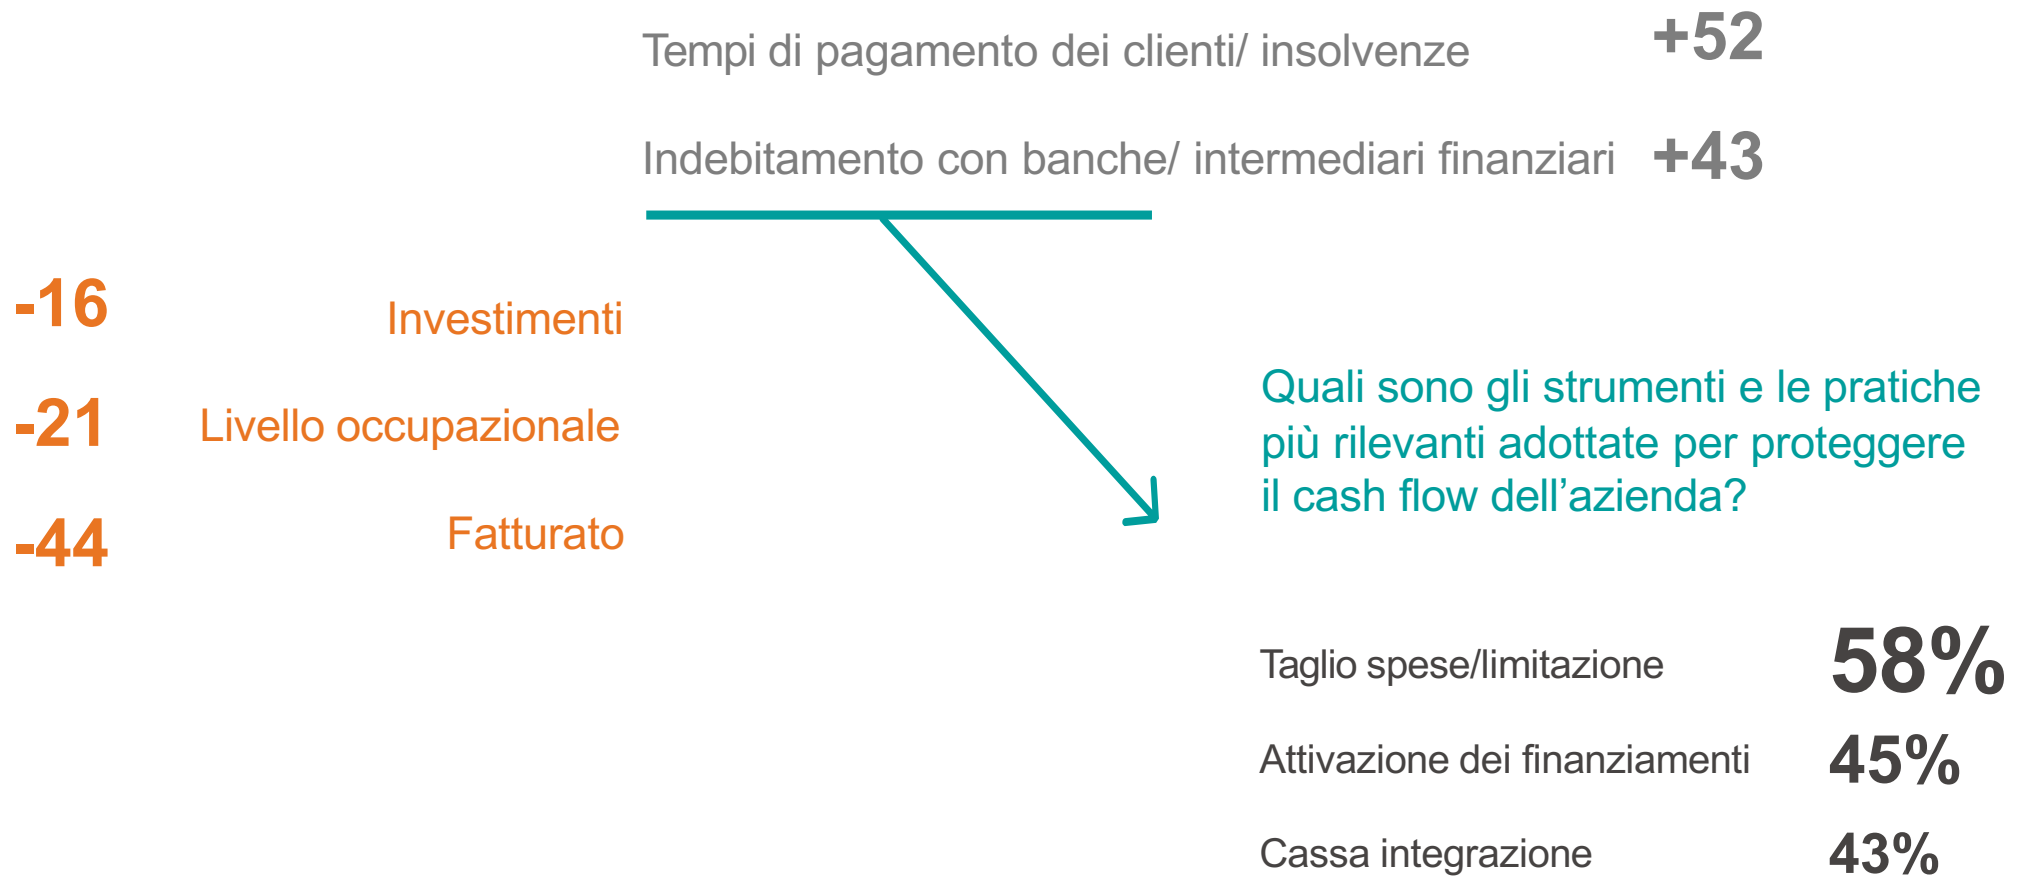 Tempi di pagamento dei clienti/ insolvenze +52
Indebitamento con banche/ intermediari finanziari +43
-16 Investimenti
-21 Livello occupazionale
-44 Fatturato
Quali sono gli strumenti e le pratiche
più rilevanti adottate per proteggere
il cash flow dell’azienda?
Taglio spese/limitazione 58%
Attivazione dei finanziamenti 45%
Cassa integrazione 43%